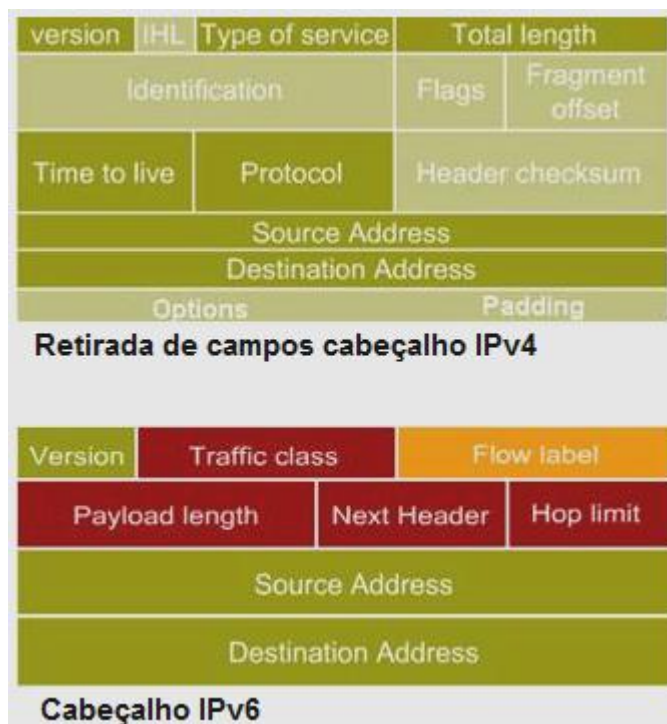 version IHL Type of service Total length
Identification Flags Fragment
offset
Time to live Protocol Header checksum
Source Address
Destination Address
Options Padding
Retirada de campos cabeçalho IPv4
Version Traffic class Flow label
Payload length Next Header Hop limit
Source Address
Destination Address
Cabeçalho IPv6